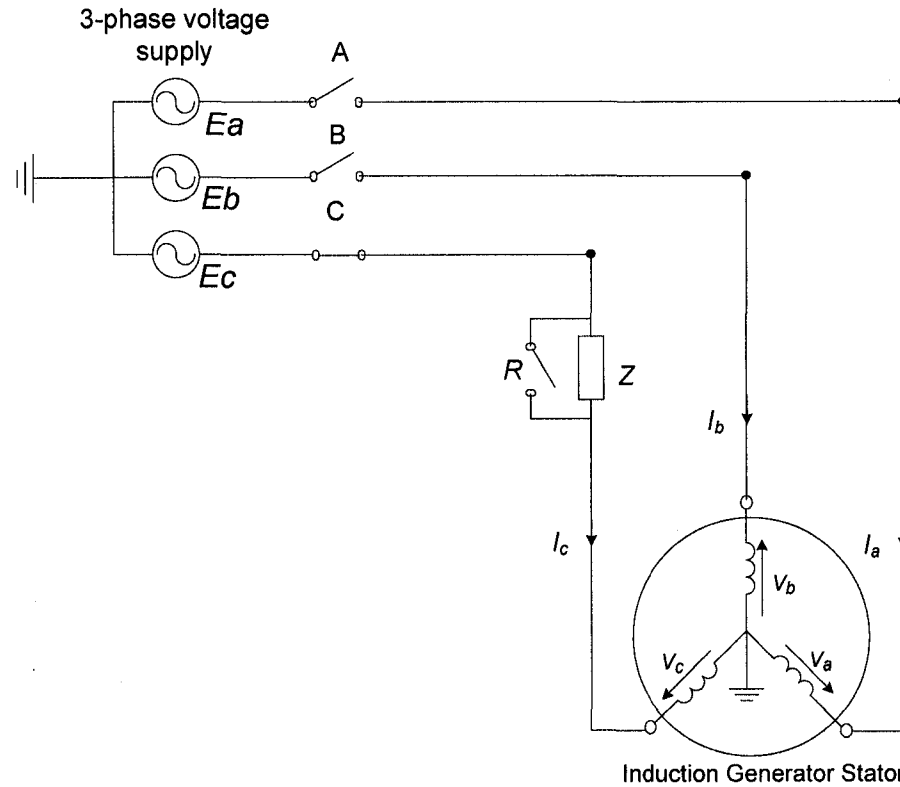 3-phase voltage
supply
A
Ea
B
Eb
C
Ec
R
Z
Ib
Ic
Ia
Vb
Vc
Va
Induction Generator Stator